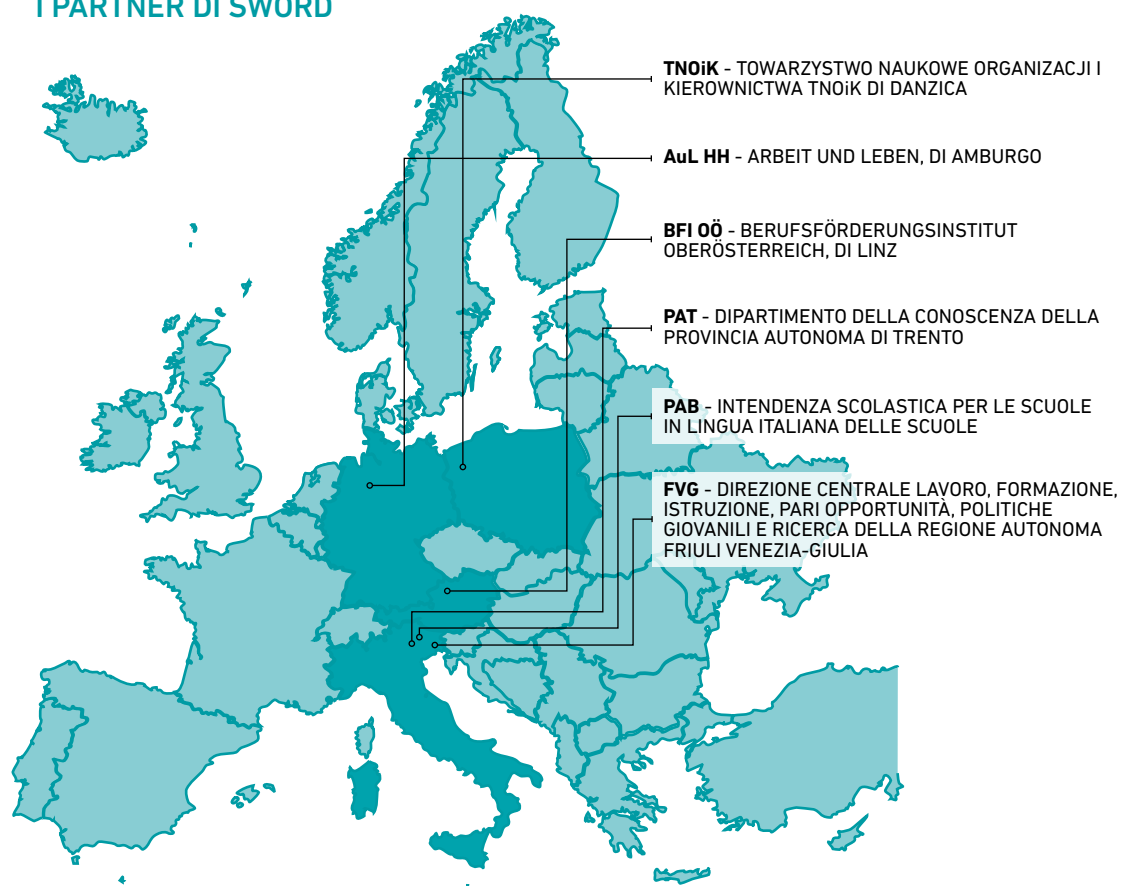 I PARTNER DI SWORD
TNOiK - TOWARZYSTWO NAUKOWE ORGANIZACJI I
KIEROWNICTWA TNOiK DI DANZICA
AuL HH - ARBEIT UND LEBEN, DI AMBURGO
BFI OÖ - BERUFSFÖRDERUNGSINSTITUT
OBERÖSTERREICH, DI LINZ
PAT - DIPARTIMENTO DELLA CONOSCENZA DELLA
PROVINCIA AUTONOMA DI TRENTO
PAB - INTENDENZA SCOLASTICA PER LE SCUOLE
IN LINGUA ITALIANA DELLE SCUOLE
FVG - DIREZIONE CENTRALE LAVORO, FORMAZIONE,
ISTRUZIONE, PARI OPPORTUNITÀ, POLITICHE
GIOVANILI E RICERCA DELLA REGIONE AUTONOMA
FRIULI VENEZIA-GIULIA